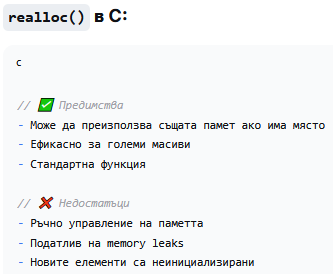 realloc() в C:
c
// ✅ Предимства
- Може да преизползва същата памет ако има място
- Ефикасно за големи масиви
- Стандартна функция
// ❌ Недостатъци
- Ръчно управление на паметта
- Податлив на memory leaks
- Новите елементи са неинициализирани